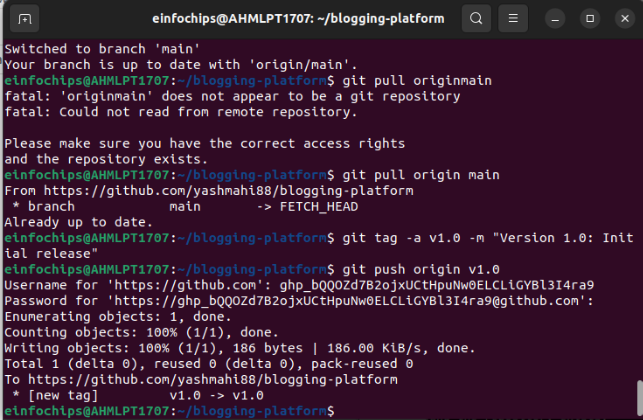 einfochips@AHMLPT1707: ~/blogging-platform
Switched to branch 'main'
Your branch is up to date with 'origin/main'.
einfochips@AHMLPT1707:~/blogging-platform$ git pull originmain
fatal: 'originmain' does not appear to be a git repository
fatal: Could not read from remote repository.
Please make sure you have the correct access rights
and the repository exists.
einfochips@AHMLPT1707:~/blogging-platform$ git pull origin main
From https://github.com/yashmahi88/blogging-platform
 * branch            main       -> FETCH_HEAD
Already up to date.
einfochips@AHMLPT1707:~/blogging-platform$ git tag -a v1.0 -m "Version 1.0: Init
ial release"
einfochips@AHMLPT1707:~/blogging-platform$ git push origin v1.0
Username for 'https://github.com': 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
Password for 'https://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@github.com':
Enumerating objects: 1, done.
Counting objects: 100% (1/1), done.
Writing objects: 100% (1/1), 186 bytes | 186.00 KiB/s, done.
Total 1 (delta 0), reused 0 (delta 0), pack-reused 0
To https://github.com/yashmahi88/blogging-platform
 * [new tag]         v1.0 -> v1.0
einfochips@AHMLPT1707:~/blogging-platform$